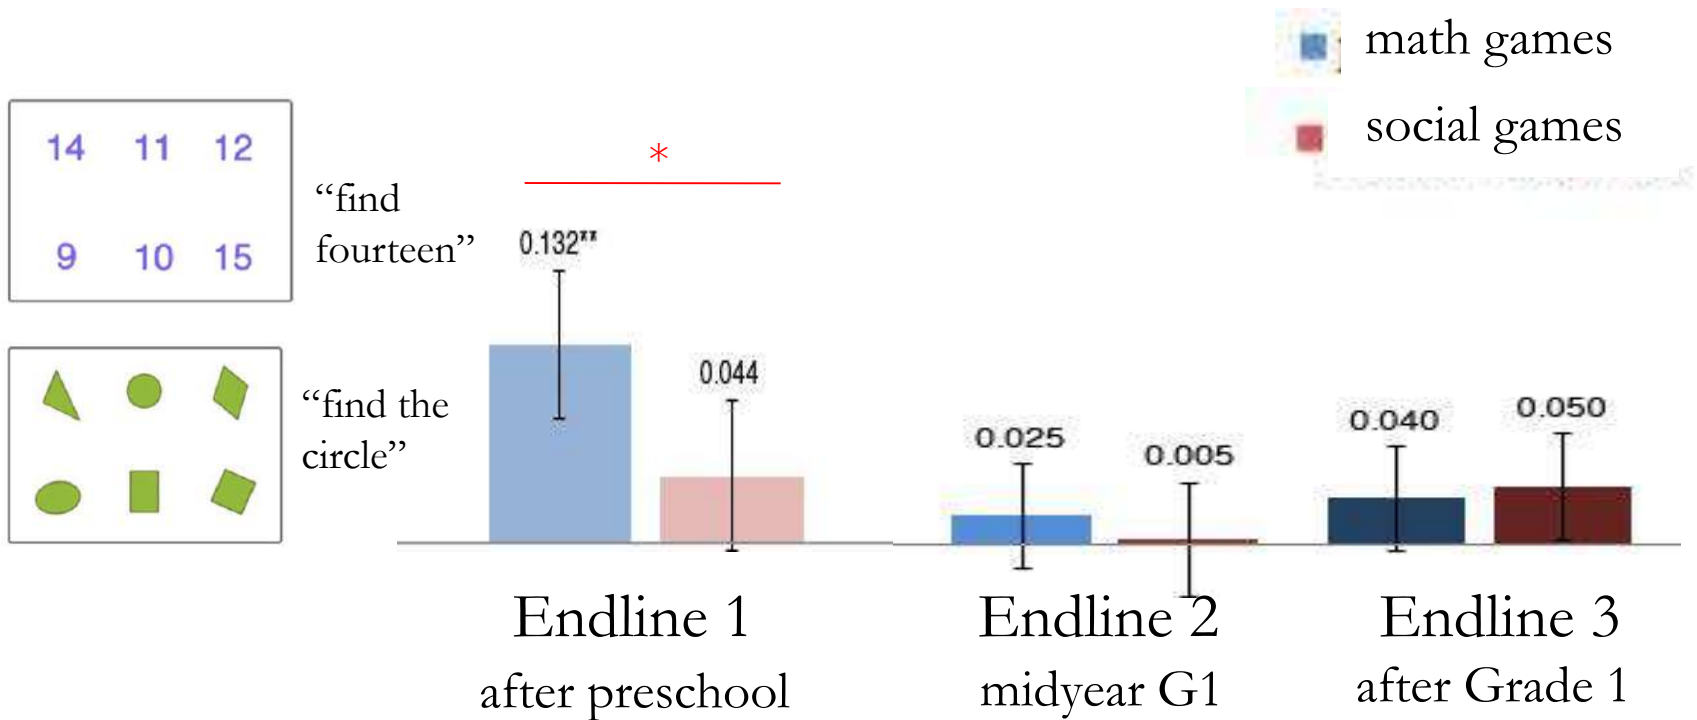 math games
social games
14 11 12
9 10 15
“find
fourteen”
“find the
circle”
*
0.132**
0.044
0.025
0.005
0.040
0.050
Endline 1
after preschool
Endline 2
midyear G1
Endline 3
after Grade 1